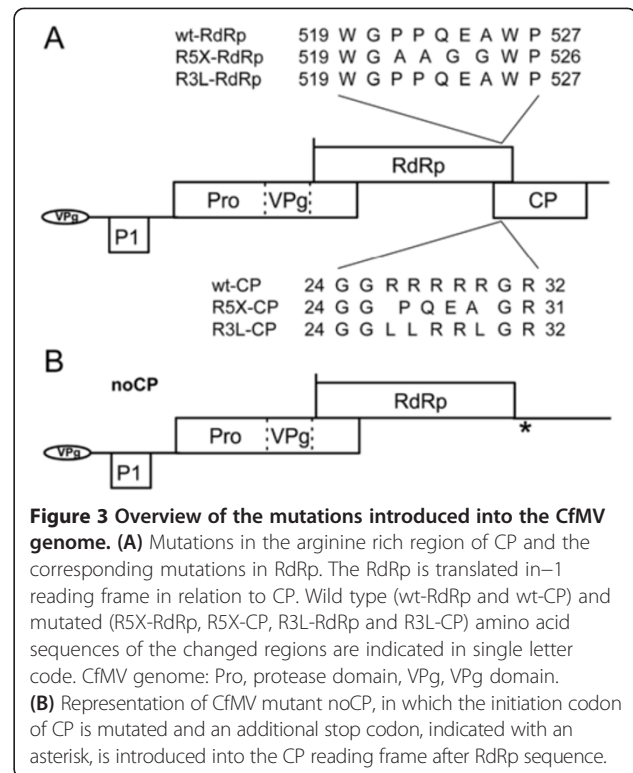 A
wt-RdRp 519 W G P P Q E A W P 527
R5X-RdRp 519 W G A A G G W P 526
R3L-RdRp 519 W G P P Q E A W P 527
RdRp
Pro VPg CP
VPg
P1
wt-CP 24 G G R R R R R G R 32
R5X-CP 24 G G P Q E A G R 31
R3L-CP 24 G G L L R R L G R 32
B
noCP
RdRp
*
Pro VPg
VPg
P1
Figure 3 Overview of the mutations introduced into the CfMV
genome. (A) Mutations in the arginine rich region of CP and the
corresponding mutations in RdRp. The RdRp is translated in−1
reading frame in relation to CP. Wild type (wt-RdRp and wt-CP) and
mutated (R5X-RdRp, R5X-CP, R3L-RdRp and R3L-CP) amino acid
sequences of the changed regions are indicated in single letter
code. CfMV genome: Pro, protease domain, VPg, VPg domain.
(B) Representation of CfMV mutant noCP, in which the initiation codon
of CP is mutated and an additional stop codon, indicated with an
asterisk, is introduced into the CP reading frame after RdRp sequence.